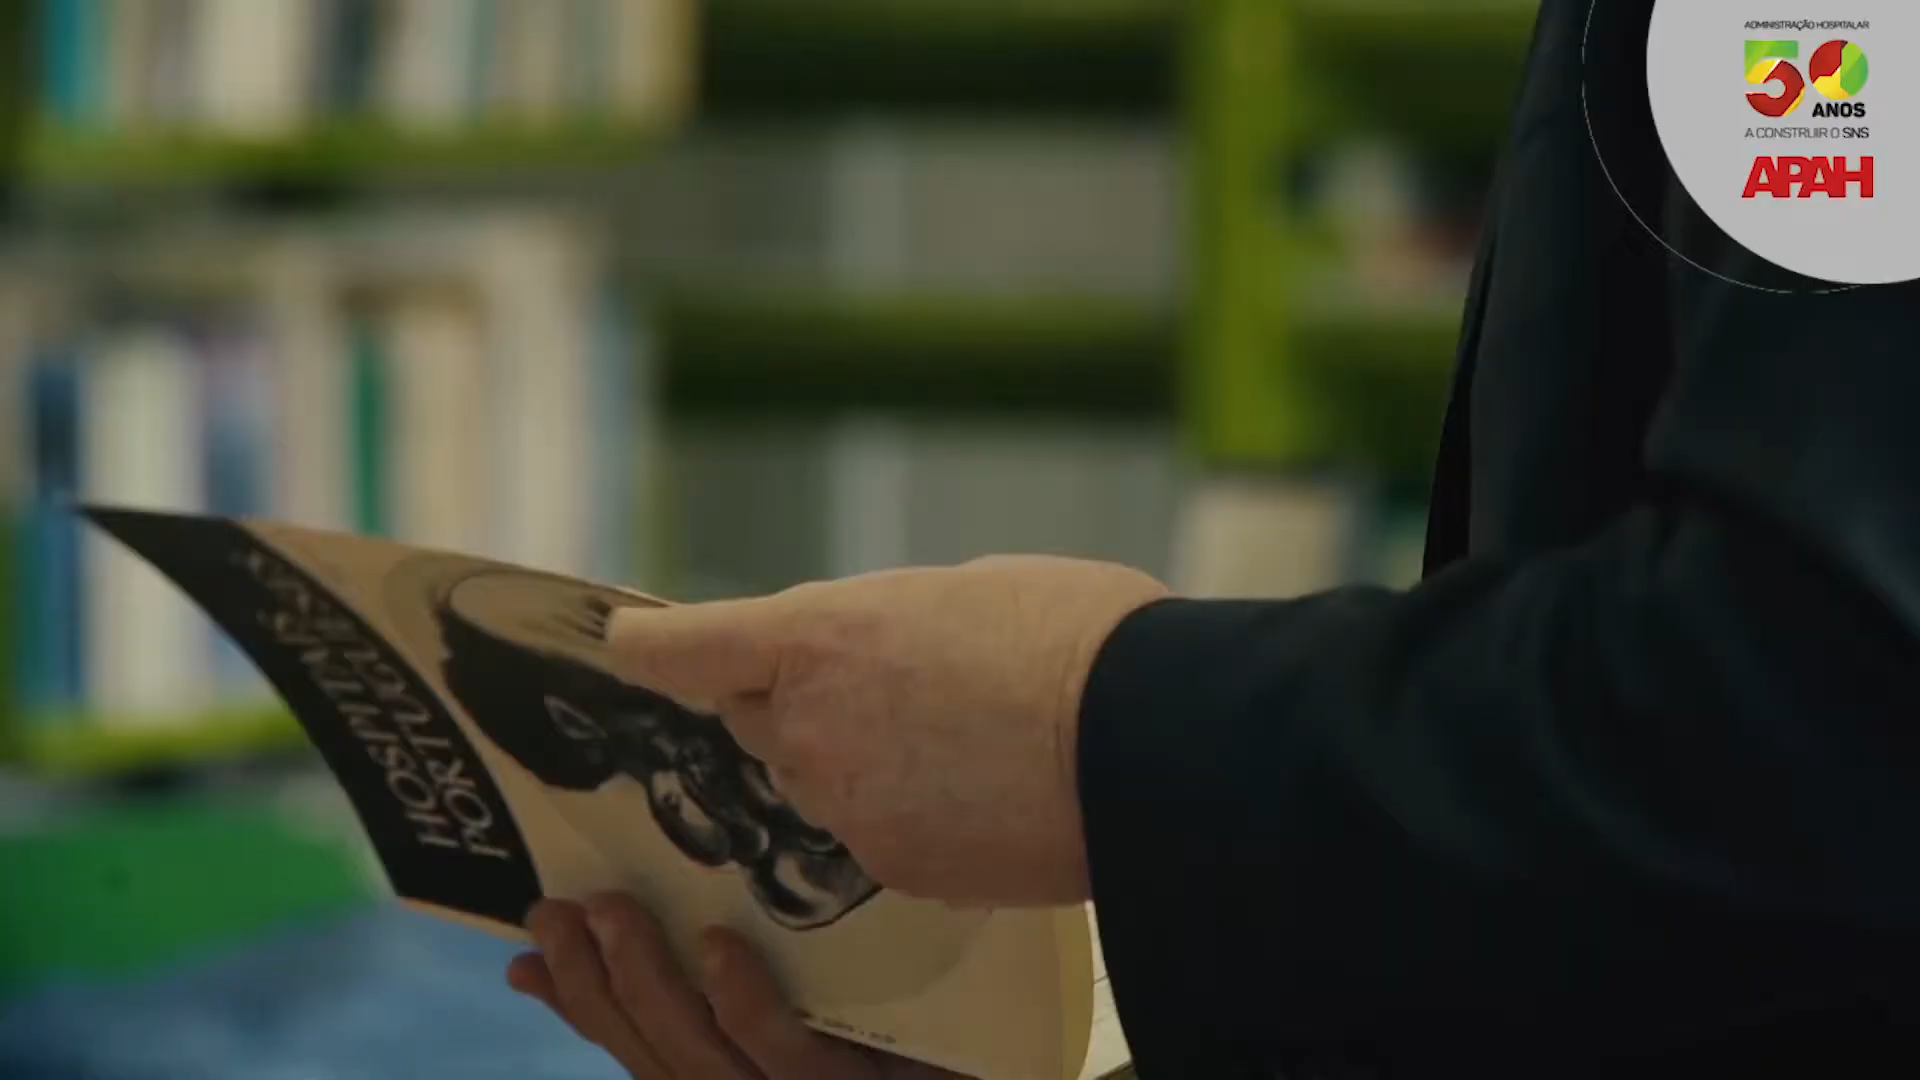 ADMINISTRAÇÃO HOSPITALAR
50
ANOS
A CONSTRUIR O SNS
APAH
HOSPITAIS
PORTUGUESES